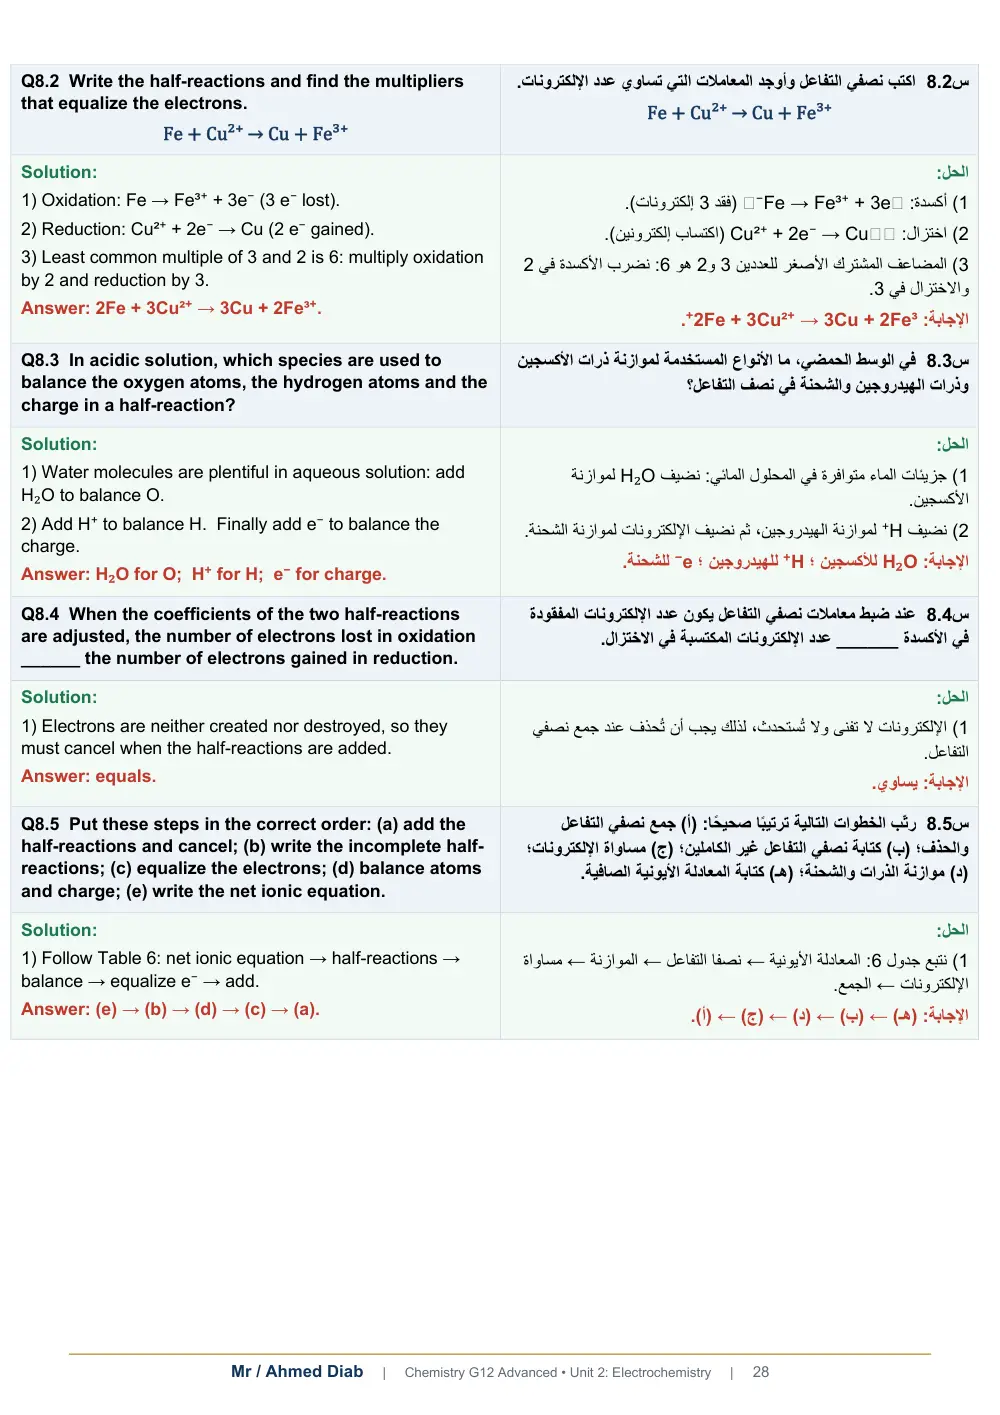 Q8.2 Write the half-reactions and find the multipliers
that equalize the electrons.
Fe + Cu²⁺ → Cu + Fe³⁺
س8.2 اكتب نصفي التفاعل وأوجد المعاملات التي تساوي عدد الإلكترونات.
Fe + Cu²⁺ → Cu + Fe³⁺
Solution:
1) Oxidation: Fe → Fe³⁺ + 3e⁻ (3 e⁻ lost).
2) Reduction: Cu²⁺ + 2e⁻ → Cu (2 e⁻ gained).
3) Least common multiple of 3 and 2 is 6: multiply oxidation
by 2 and reduction by 3.
Answer: 2Fe + 3Cu²⁺ → 3Cu + 2Fe³⁺.
الحل:
1) أكسدة: □Fe → Fe³⁺ + 3e⁻□ (فقد 3 إلكترونات).
2) اختزال: □□Cu²⁺ + 2e⁻ → Cu (اكتساب إلكترونين).
3) المضاعف المشترك الأصغر للعددين 3 و2 هو 6: نضرب الأكسدة في 2
والاختزال في 3.
الإجابة: 2Fe + 3Cu²⁺ → 3Cu + 2Fe³⁺.
Q8.3 In acidic solution, which species are used to
balance the oxygen atoms, the hydrogen atoms and the
charge in a half-reaction?
س8.3 في الوسط الحمضي، ما الأنواع المستخدمة لموازنة ذرات الأكسجين
وذرات الهيدروجين والشحنة في نصف التفاعل؟
Solution:
1) Water molecules are plentiful in aqueous solution: add
H₂O to balance O.
2) Add H⁺ to balance H. Finally add e⁻ to balance the
charge.
Answer: H₂O for O; H⁺ for H; e⁻ for charge.
الحل:
1) جزيئات الماء متوافرة في المحلول المائي: نضيف H₂O لموازنة
الأكسجين.
2) نضيف H⁺ لموازنة الهيدروجين، ثم نضيف الإلكترونات لموازنة الشحنة.
الإجابة: H₂O للأكسجين ؛ H⁺ للهيدروجين ؛ e⁻ للشحنة.
Q8.4 When the coefficients of the two half-reactions
are adjusted, the number of electrons lost in oxidation
______ the number of electrons gained in reduction.
س8.4 عند ضبط معاملات نصفي التفاعل يكون عدد الإلكترونات المفقودة
في الأكسدة ______ عدد الإلكترونات المكتسبة في الاختزال.
Solution:
1) Electrons are neither created nor destroyed, so they
must cancel when the half-reactions are added.
Answer: equals.
الحل:
1) الإلكترونات لا تفنى ولا تُستحدث، لذلك يجب أن تُحذف عند جمع نصفي
التفاعل.
الإجابة: يساوي.
Q8.5 Put these steps in the correct order: (a) add the
half-reactions and cancel; (b) write the incomplete half-
reactions; (c) equalize the electrons; (d) balance atoms
and charge; (e) write the net ionic equation.
س8.5 رتّب الخطوات التالية ترتيبًا صحيحًا: (أ) جمع نصفي التفاعل
والحذف؛ (ب) كتابة نصفي التفاعل غير الكاملين؛ (ج) مساواة الإلكترونات؛
(د) موازنة الذرات والشحنة؛ (هـ) كتابة المعادلة الأيونية الصافية.
Solution:
1) Follow Table 6: net ionic equation → half-reactions →
balance → equalize e⁻ → add.
Answer: (e) → (b) → (d) → (c) → (a).
الحل:
1) نتبع جدول 6: المعادلة الأيونية ← نصفا التفاعل ← الموازنة ← مساواة
الإلكترونات ← الجمع.
الإجابة: (هـ) ← (ب) ← (د) ← (ج) ← (أ).
Mr / Ahmed Diab | Chemistry G12 Advanced • Unit 2: Electrochemistry | 28